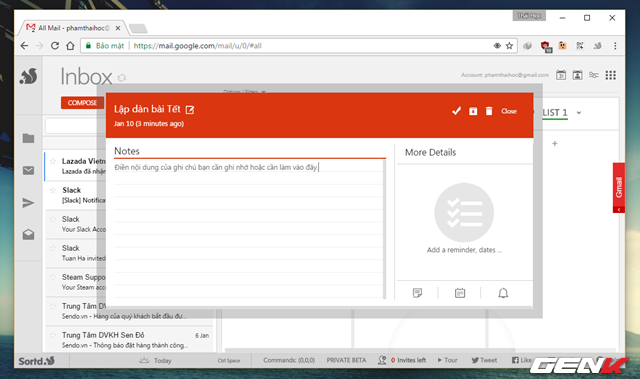 Thái Học
All Mail - phamthaihoc@
Bảo mật
https://mail.google.com/mail/u/0/#all
Inbox
Account: phamthaihoc@gmail.com
COMPOSE
Options / Filters
LIST 1
Lập dàn bài Tết
Jan 10 (3 minutes ago)
Close
Notes
Điền nội dung của ghi chú bạn cần ghi nhớ hoặc cần làm vào đây.
More Details
Add a reminder, dates ...
Gmail
Lazada Vietn
Lazada đã nhận
Slack
[Slack] Notificat
Slack
Your Slack Acco
Slack
Tuan Ha invited
Steam Suppo
Your Steam Acc
Trung Tâm DV
Sendo.vn - Hàng của quý khách bắt đầu đư...
Trung Tâm DVKH Sen Đỏ
6 Jan
Sendo.vn - Thông báo đặt hàng thành công...
Sortd.
Today
Ctrl Space
Commands: (0,0,0)
PRIVATE BETA
0 Invites left
Tour
Tweet
Like
GENK